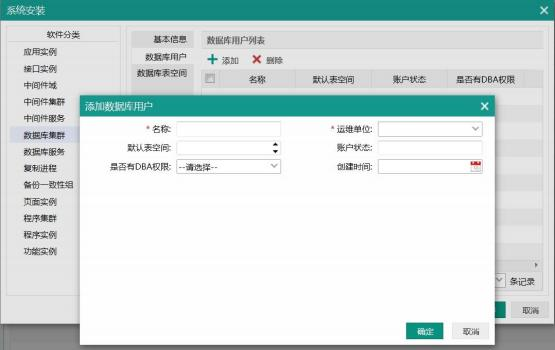 系统安装
软件分类
应用实例
接口实例
中间件域
中间件集群
中间件服务
数据库集群
数据库服务
复制进程
备份一致性组
页面实例
程序集群
程序实例
功能实例
基本信息
数据库用户
数据库表空间
数据库用户列表
添加 删除
名称 默认表空间 账户状态 是否有DBA权限
添加数据库用户
* 名称: * 运维单位:
默认表空间: 账户状态:
是否有DBA权限: --请选择-- 创建时间:
确定 取消
条记录
取消